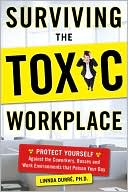 SURVIVING
THE
TOXIC
WORKPLACE
PROTECT YOURSELF
Against the Coworkers, Bosses and
Work Environments that Poison Your Day
LINNDA DURRÉ, PH.D.